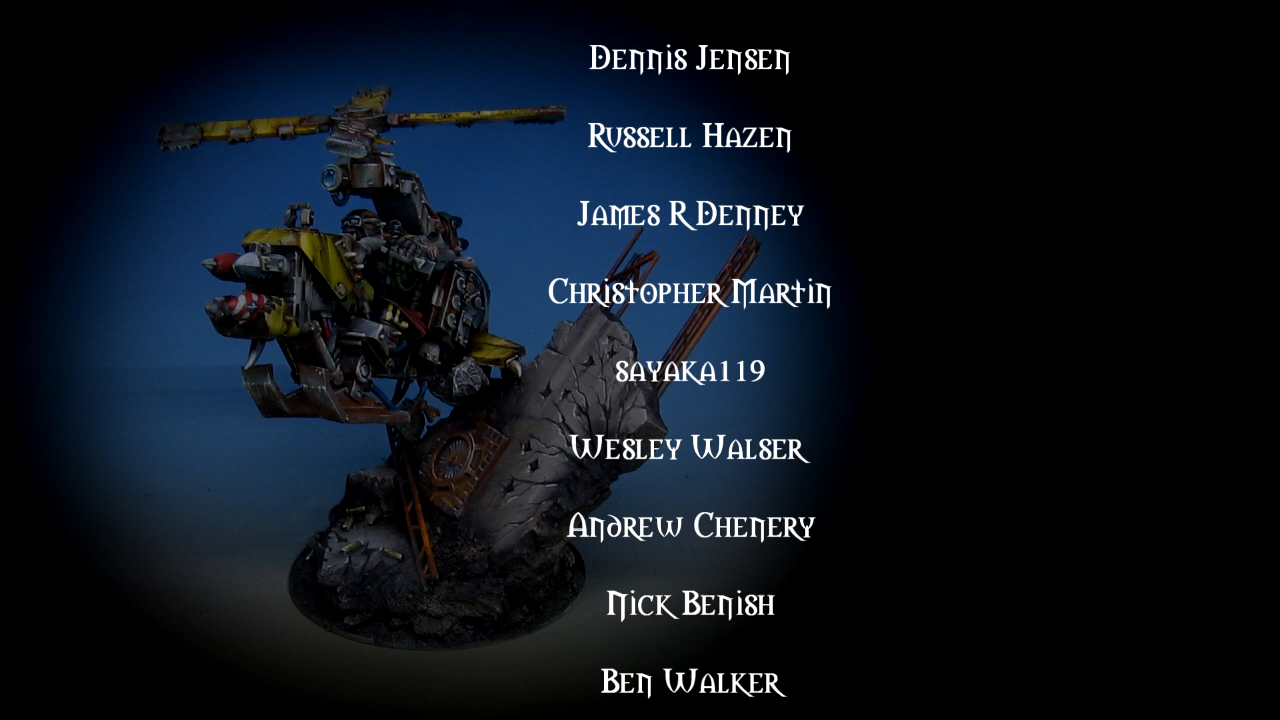 Dennis Jensen
Russell Hazen
James R Denney
Christopher Martin
sayaka119
Wesley Walser
Andrew Chenery
Nick Benish
Ben Walker